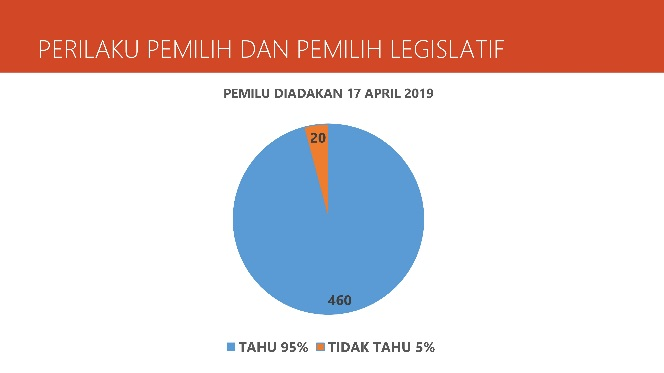 PERILAKU PEMILIH DAN PEMILIH LEGISLATIF
PEMILU DIADAKAN 17 APRIL 2019
20
460
TAHU 95% TIDAK TAHU 5%